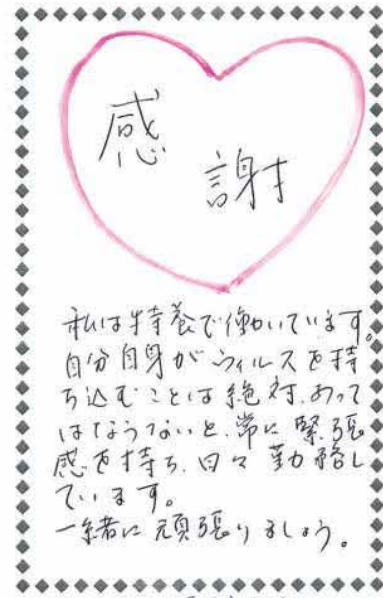 感
謝
私は特養で働いています。
自分自身がウィルスを持
ち込むことは絶対、あって
はならないと、常に緊張
感を持ち、日々勤務し
ています。
一緒に頑張りましょう。